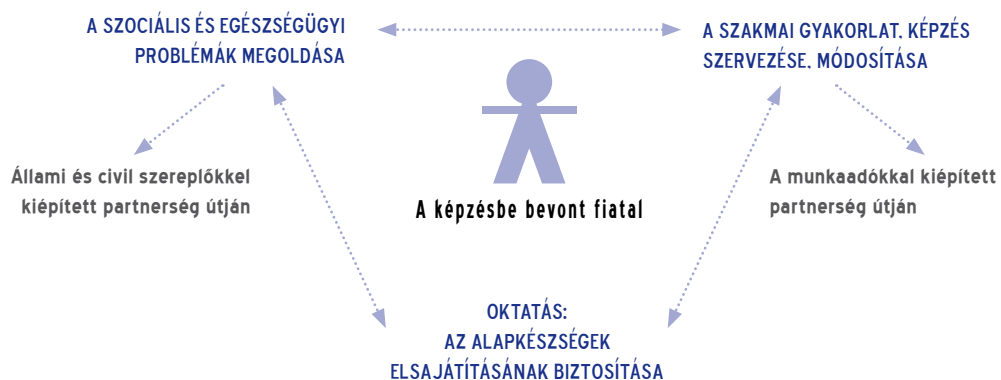 A SZOCIÁLIS ÉS EGÉSZSÉGÜGYI
PROBLÉMÁK MEGOLDÁSA
A SZAKMAI GYAKORLAT, KÉPZÉS
SZERVEZÉSE, MÓDOSÍTÁSA
Állami és civil szereplőkkel
kiépített partnerség útján
A képzésbe bevont fiatal
A munkaadókkal kiépített
partnerség útján
OKTATÁS:
AZ ALAPKÉSZSÉGEK
ELSAJÁTÍTÁSÁNAK BIZTOSÍTÁSA